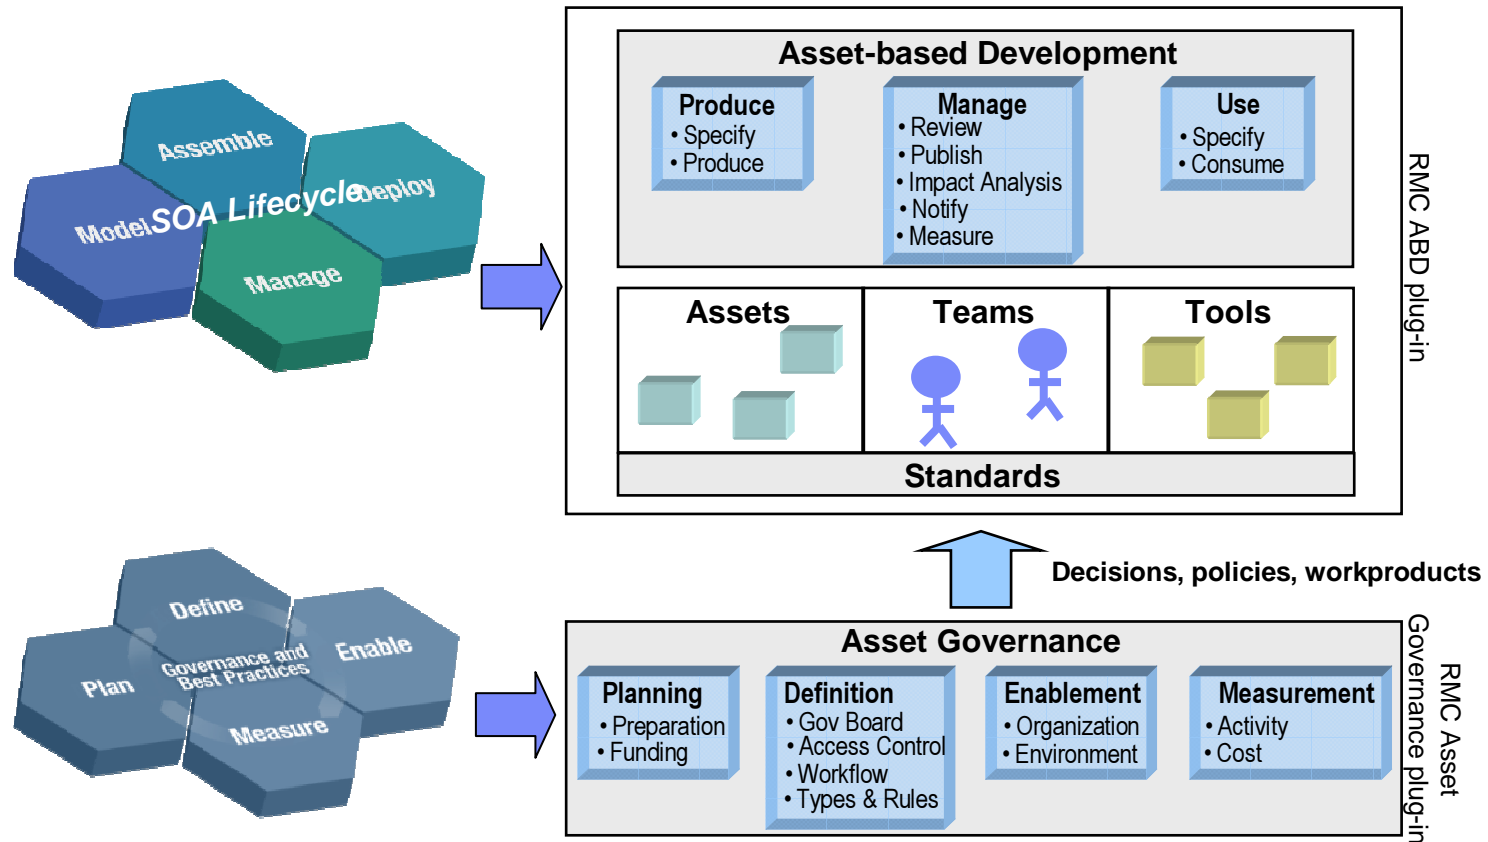 Asset-based Development
Produce
• Specify
• Produce
Manage
• Review
• Publish
• Impact Analysis
• Notify
• Measure
Use
• Specify
• Consume
RMC ABD plug-in
Assemble
Deploy
Model
SOA Lifecycle
Manage
Assets
Teams
Tools
Standards
Decisions, policies, workproducts
Define
Enable
Plan
Governance and
Best Practices
Measure
Asset Governance
Planning
• Preparation
• Funding
Definition
• Gov Board
• Access Control
• Workflow
• Types & Rules
Enablement
• Organization
• Environment
Measurement
• Activity
• Cost
RMC Asset
Governance plug-in